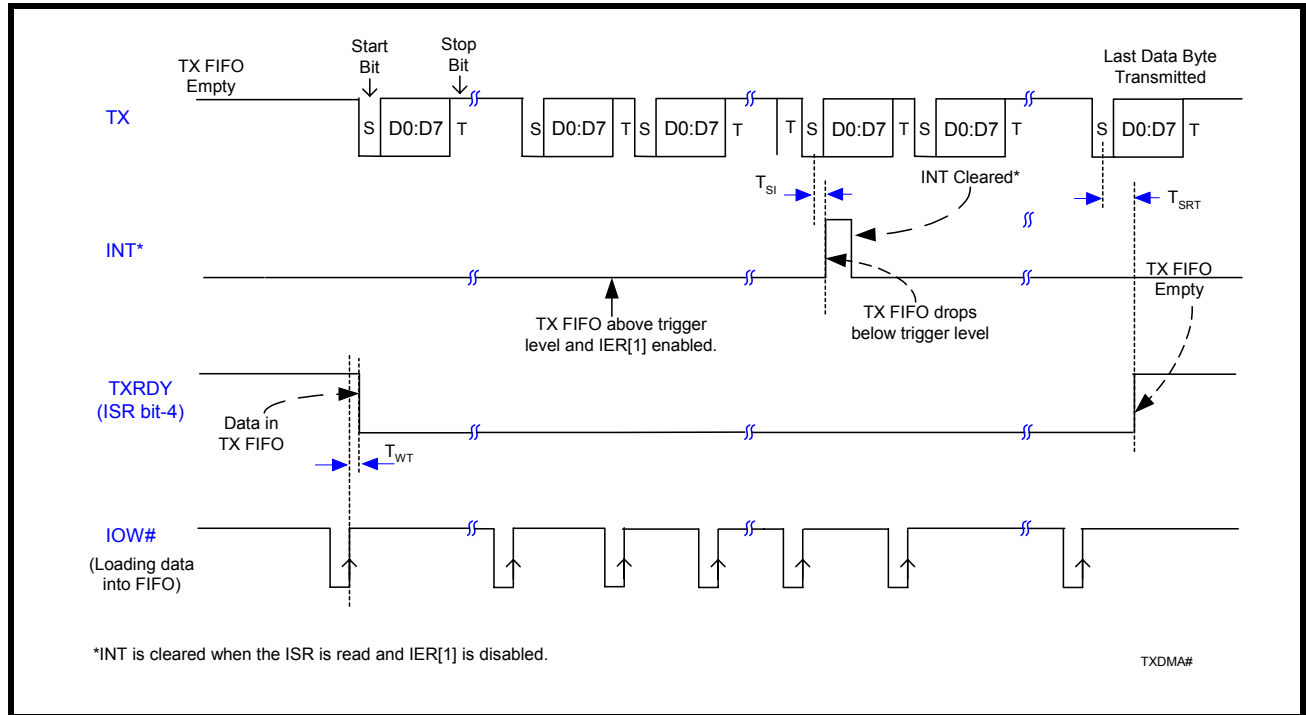 TX FIFO
Empty
Start
Bit
Stop
Bit
Last Data Byte
Transmitted
TX
S D0:D7 T S D0:D7 T S D0:D7 T T S D0:D7 T S D0:D7 T S D0:D7 T
TSI
INT Cleared*
TSRT
INT*
TX FIFO above trigger
level and IER[1] enabled.
TX FIFO drops
below trigger level
TX FIFO
Empty
TXRDY
(ISR bit-4)
Data in
TX FIFO
TWT
IOW#
(Loading data
into FIFO)
*INT is cleared when the ISR is read and IER[1] is disabled.
TXDMA#